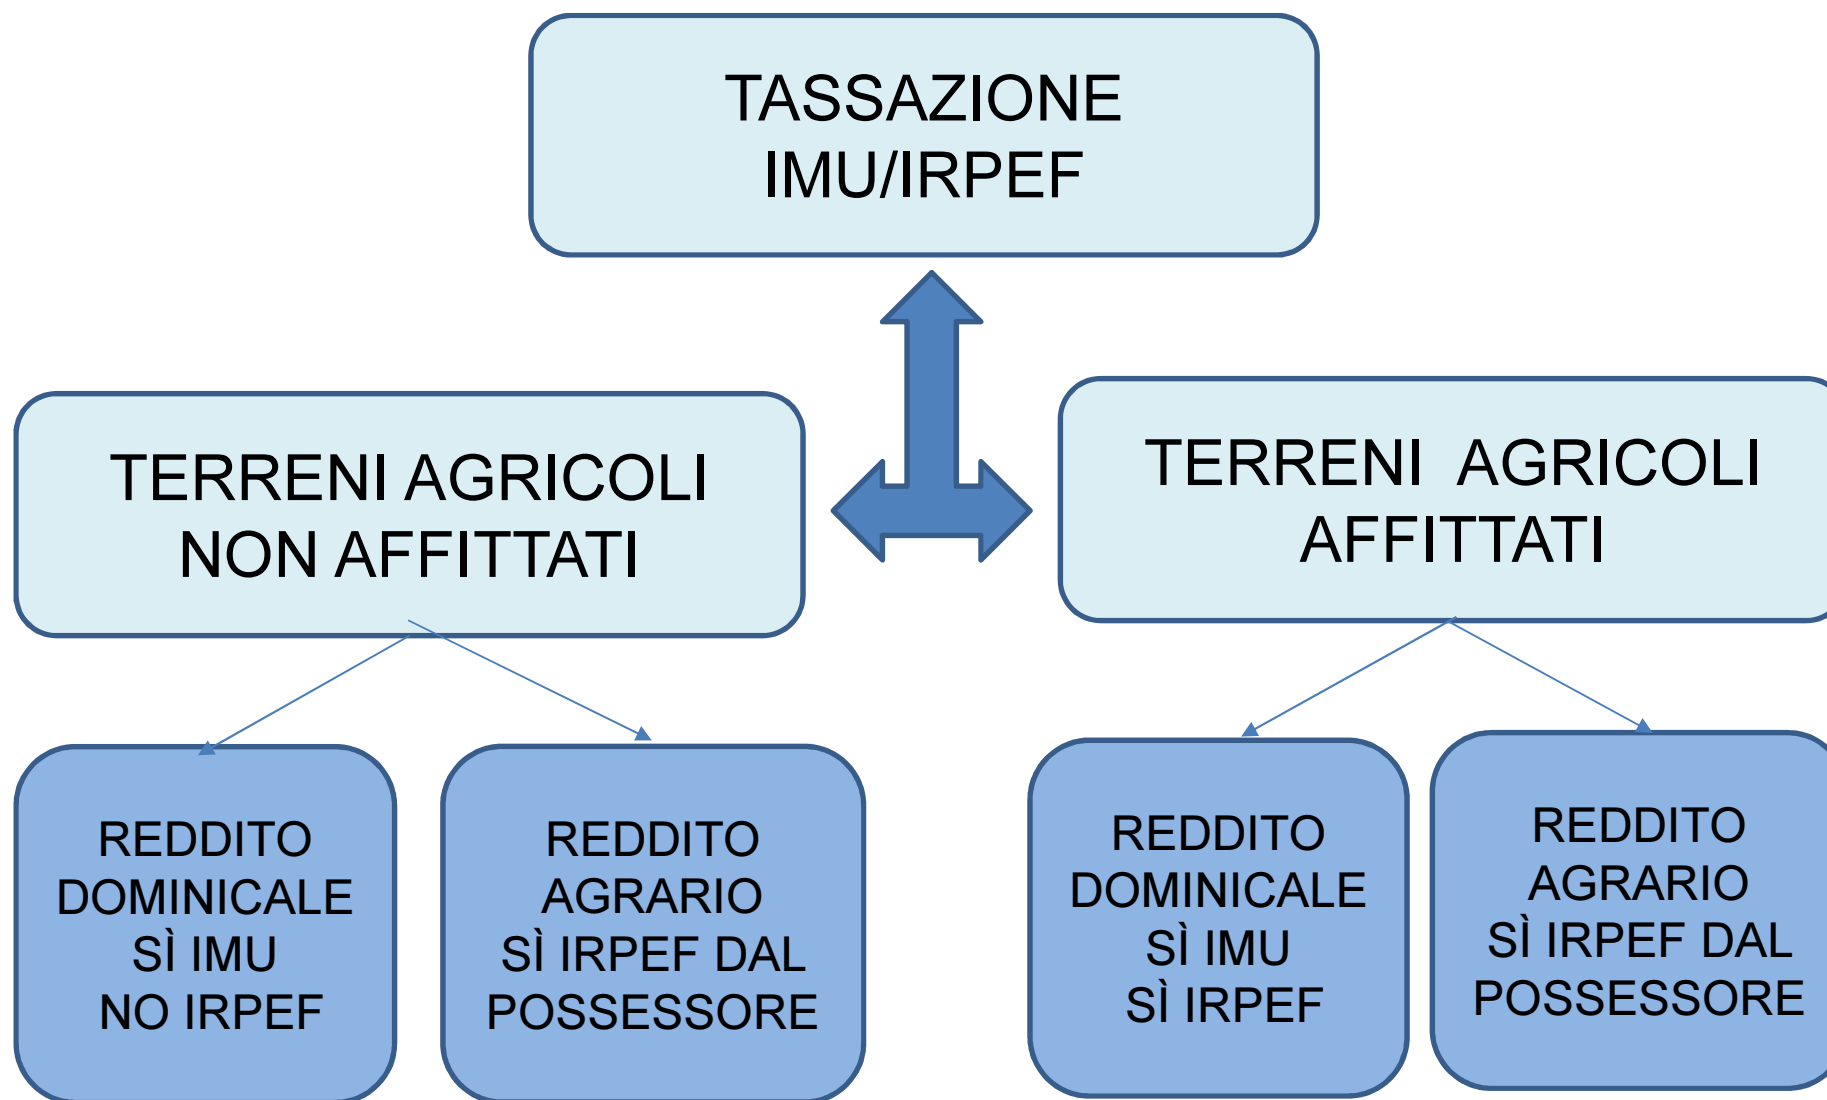 TASSAZIONE
IMU/IRPEF
TERRENI AGRICOLI
NON AFFITTATI
TERRENI AGRICOLI
AFFITTATI
REDDITO
DOMINICALE
SÌ IMU
NO IRPEF
REDDITO
AGRARIO
SÌ IRPEF DAL
POSSESSORE
REDDITO
DOMINICALE
SÌ IMU
SÌ IRPEF
REDDITO
AGRARIO
SÌ IRPEF DAL
POSSESSORE